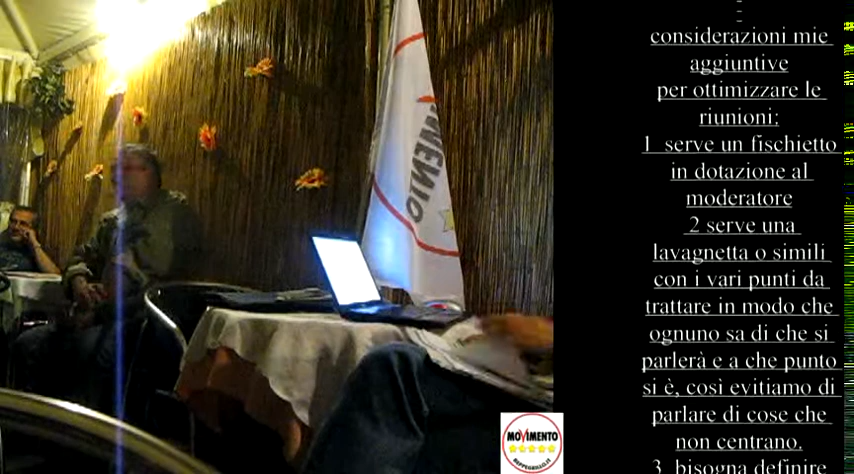 considerazioni mie
aggiuntive
per ottimizzare le
riunioni:
1 serve un fischietto
in dotazione al
moderatore
2 serve una
lavagnetta o simili
con i vari punti da
trattare in modo che
ognuno sa di che si
parlerà e a che punto
si è, così evitiamo di
parlare di cose che
non centrano.
3 bisogna definire
MOVIMENTO
BEPPEGRILLO.IT